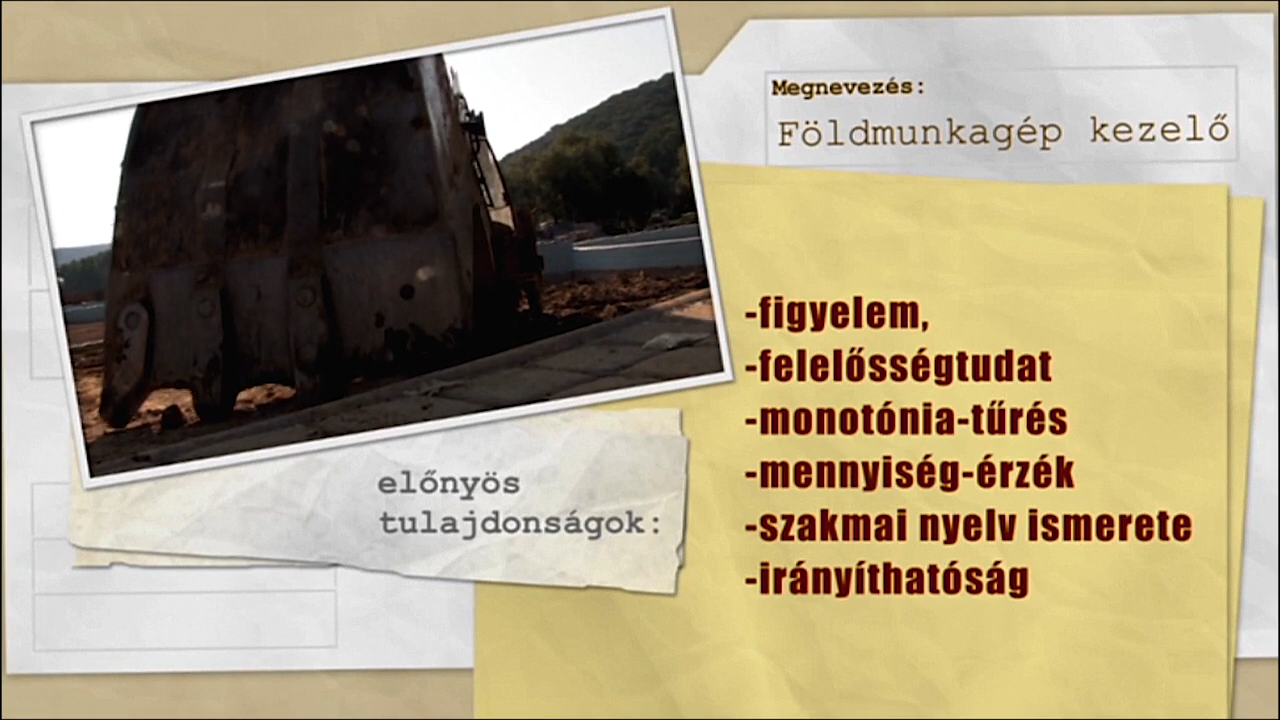 Megnevezés:
Földmunkagép kezelő
-figyelem,
-felelősségtudat
-monotónia-tűrés
-mennyiség-érzék
-szakmai nyelv ismerete
-irányíthatóság
előnyös
tulajdonságok: